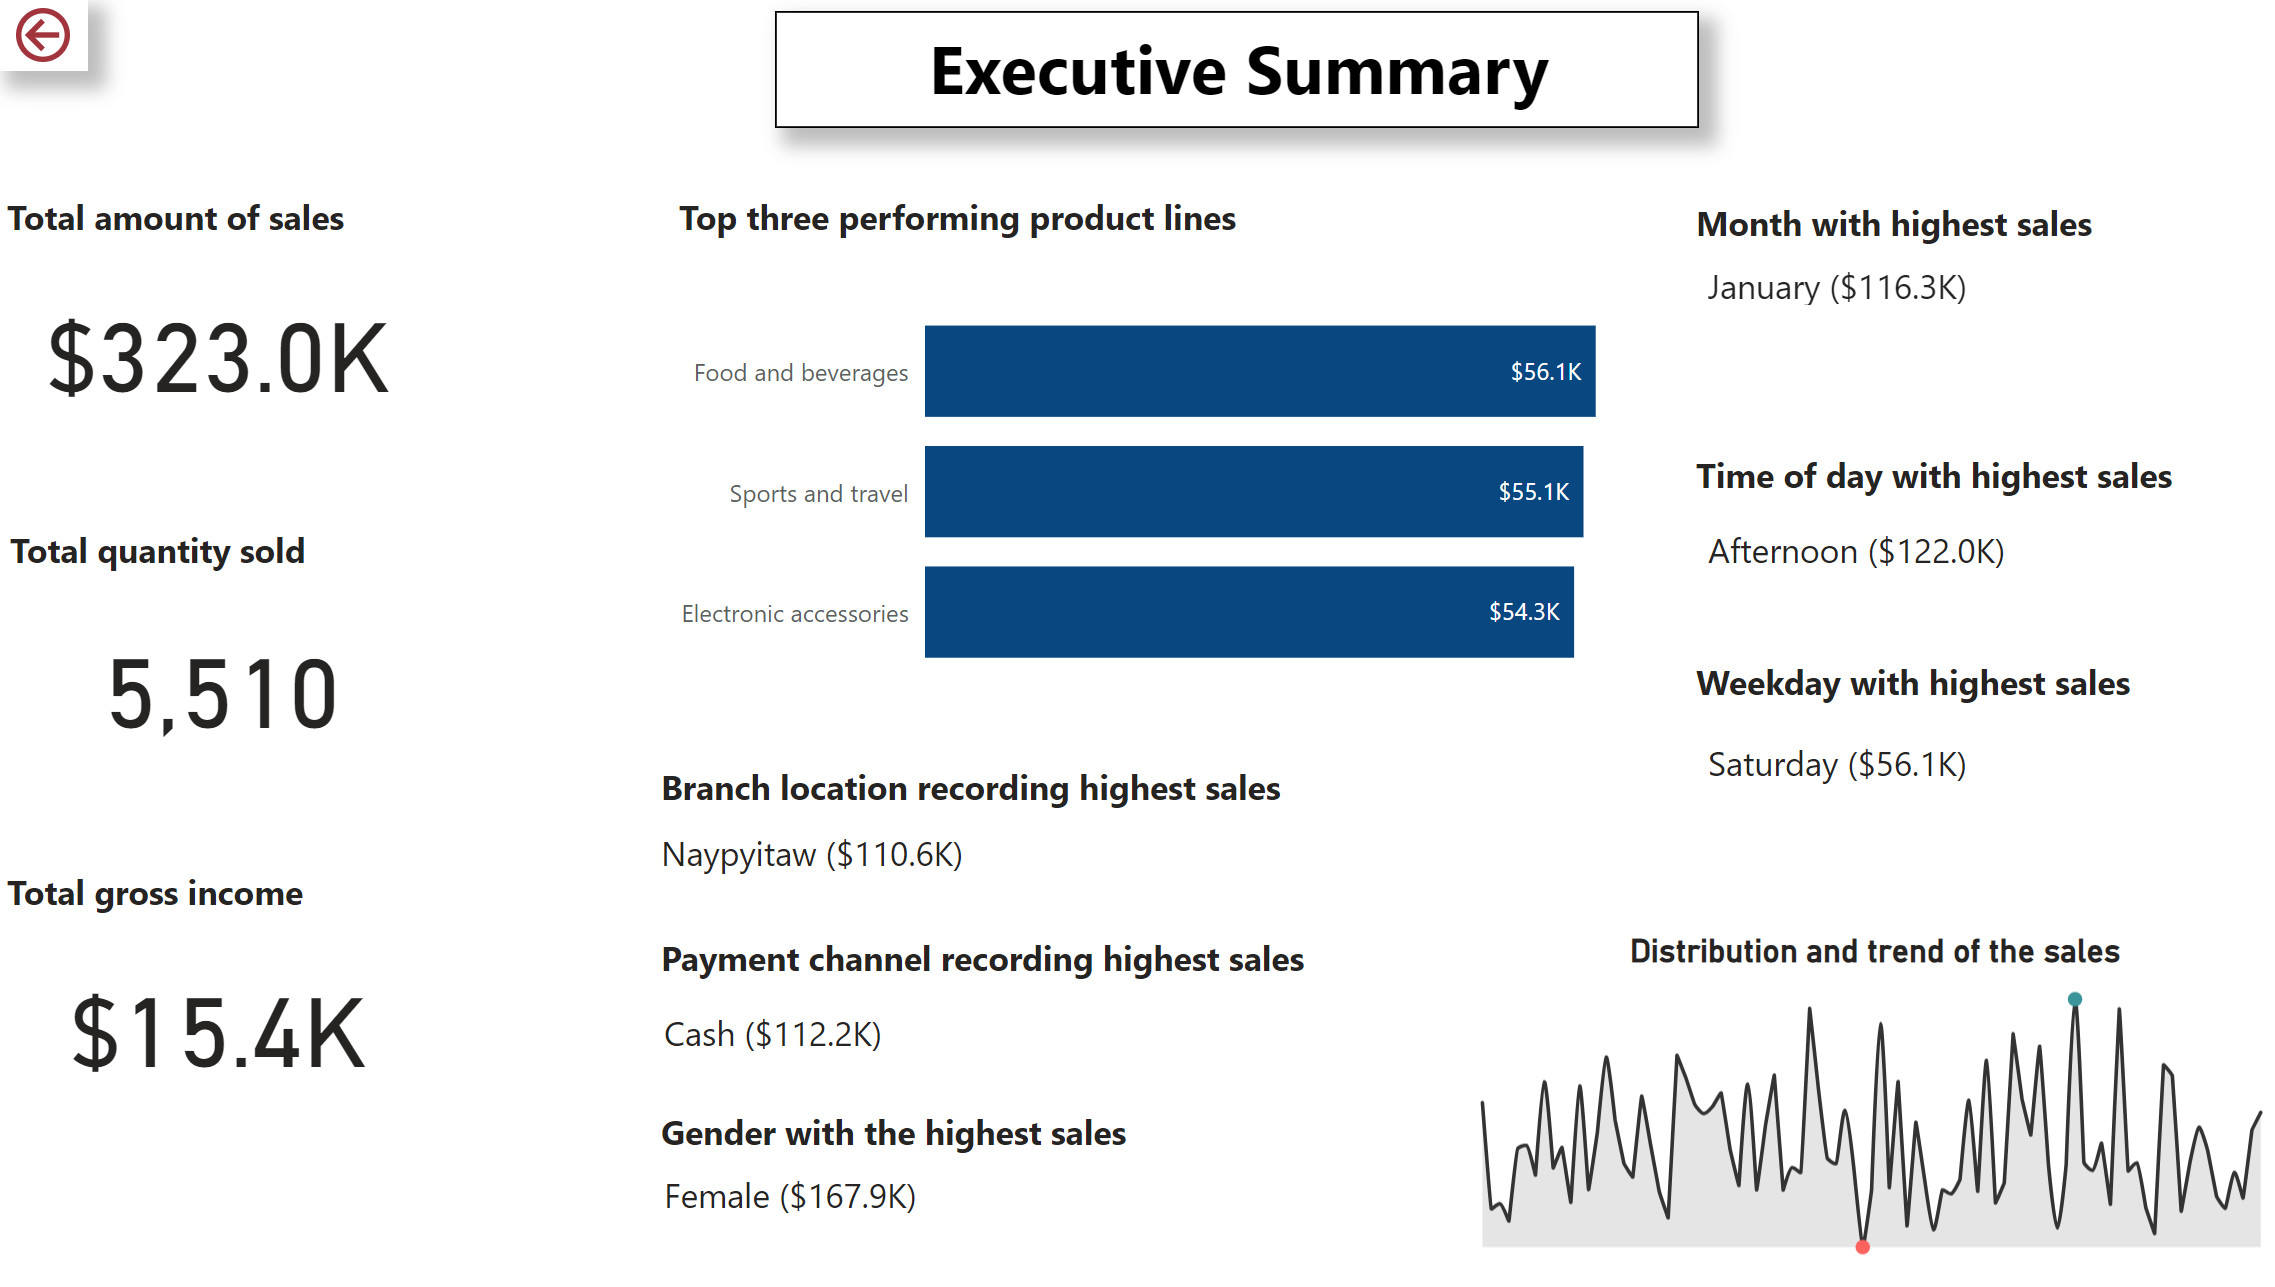 Executive Summary
Total amount of sales
$323.0K
Total quantity sold
5,510
Total gross income
$15.4K
Top three performing product lines
Food and beverages
$56.1K
Sports and travel
$55.1K
Electronic accessories
$54.3K
Branch location recording highest sales
Naypyitaw ($110.6K)
Payment channel recording highest sales
Cash ($112.2K)
Gender with the highest sales
Female ($167.9K)
Month with highest sales
January ($116.3K)
Time of day with highest sales
Afternoon ($122.0K)
Weekday with highest sales
Saturday ($56.1K)
Distribution and trend of the sales